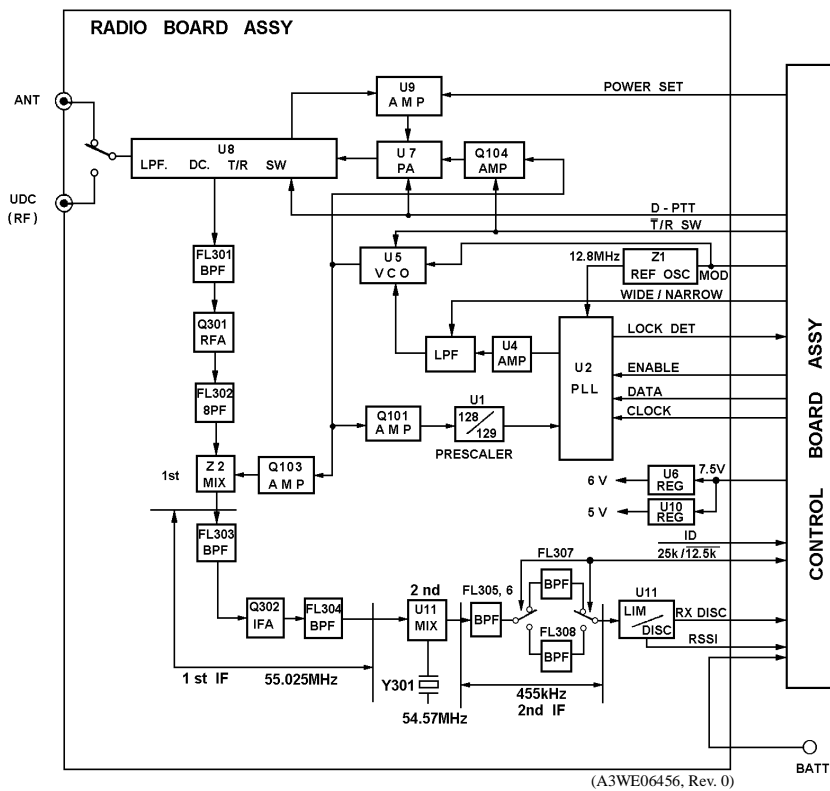 RADIO BOARD ASSY
ANT
UDC
(RF)
U9
AMP
POWER SET
U8
LPF. DC. T/R SW
U7
PA
Q104
AMP
D-PTT
T̅/R SW
FL301
BPF
U5
VCO
12.8MHz
Z1
REF OSC
MOD
WIDE / NARROW
Q301
RFA
LPF
U4
AMP
U2
PLL
LOCK DET
ENABLE
DATA
CLOCK
FL302
8PF
Q101
AMP
U1
128
129
PRESCALER
1st
Z2
MIX
Q103
AMP
6 V
U6
REG
7.5V
5 V
U10
REG
CONTROL BOARD ASSY
FL303
BPF
ID
25k / 1̅2̅.̅5̅k̅
FL307
Q302
IFA
FL304
BPF
2 nd
U11
MIX
FL305, 6
BPF
BPF
FL308
BPF
U11
LIM
DISC
RX DISC
RSSI
1 st IF
55.025MHz
Y301
54.57MHz
455kHz
2nd IF
BATT
(A3WE06456, Rev. 0)